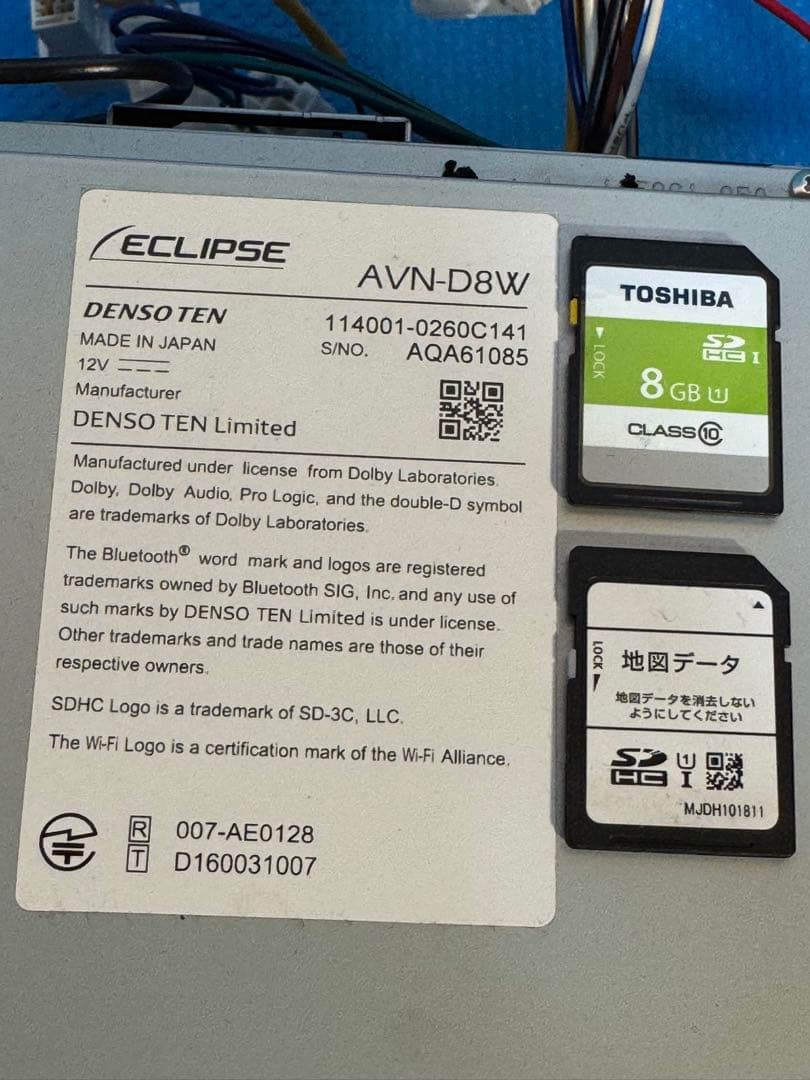 ECLIPSE
AVN-D8W
DENSO TEN
114001-0260C141
MADE IN JAPAN
S/NO. AQA61085
12V
Manufacturer
DENSO TEN Limited
Manufactured under license from Dolby Laboratories.
Dolby, Dolby Audio, Pro Logic, and the double-D symbol
are trademarks of Dolby Laboratories.
The Bluetooth® word mark and logos are registered
trademarks owned by Bluetooth SIG, Inc. and any use of
such marks by DENSO TEN Limited is under license.
Other trademarks and trade names are those of their
respective owners.
SDHC Logo is a trademark of SD-3C, LLC.
The Wi-Fi Logo is a certification mark of the Wi-Fi Alliance.
R 007-AE0128
T D160031007
TOSHIBA
LOCK
SD HC I
8 GB U1
CLASS 10
LOCK
地図データ
地図データを消去しない
ようにしてください
SD HC U1 I
MJDH101811